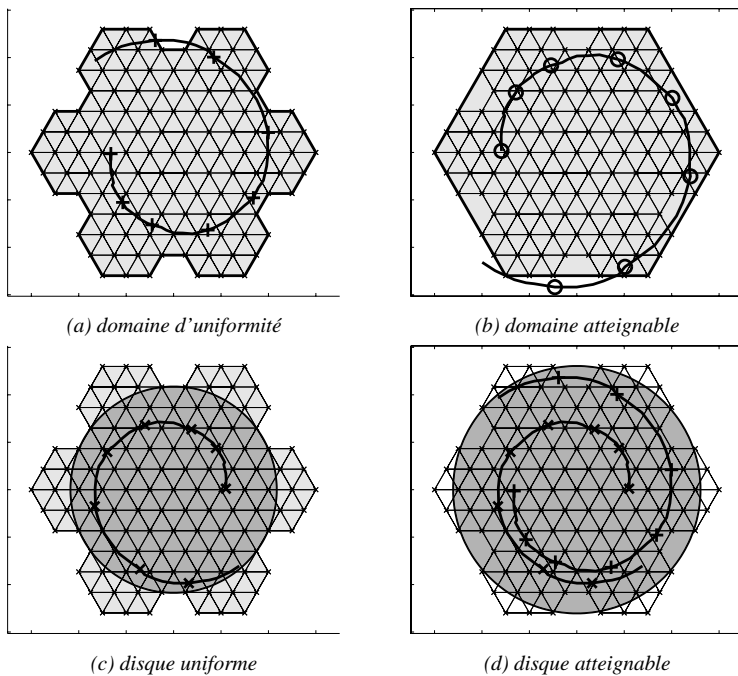 (a) domaine d'uniformité
(b) domaine atteignable
(c) disque uniforme
(d) disque atteignable